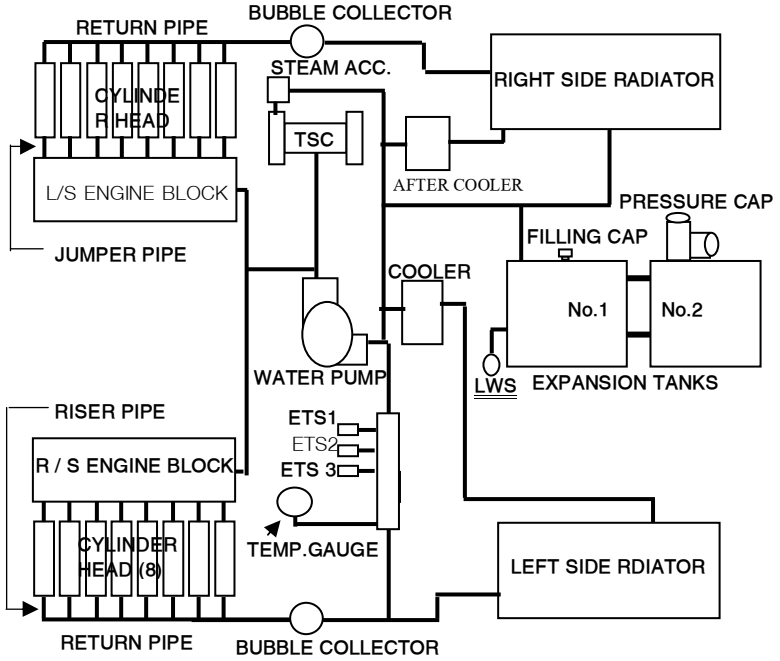 BUBBLE COLLECTOR
RETURN PIPE
STEAM ACC.
RIGHT SIDE RADIATOR
CYLINDE
R HEAD
TSC
AFTER COOLER
L/S ENGINE BLOCK
PRESSURE CAP
FILLING CAP
JUMPER PIPE
COOLER
No.1
No.2
WATER PUMP
LWS
EXPANSION TANKS
RISER PIPE
ETS1
ETS2
ETS 3
R / S ENGINE BLOCK
TEMP.GAUGE
CYLINDER
HEAD (8)
LEFT SIDE RDIATOR
RETURN PIPE
BUBBLE COLLECTOR